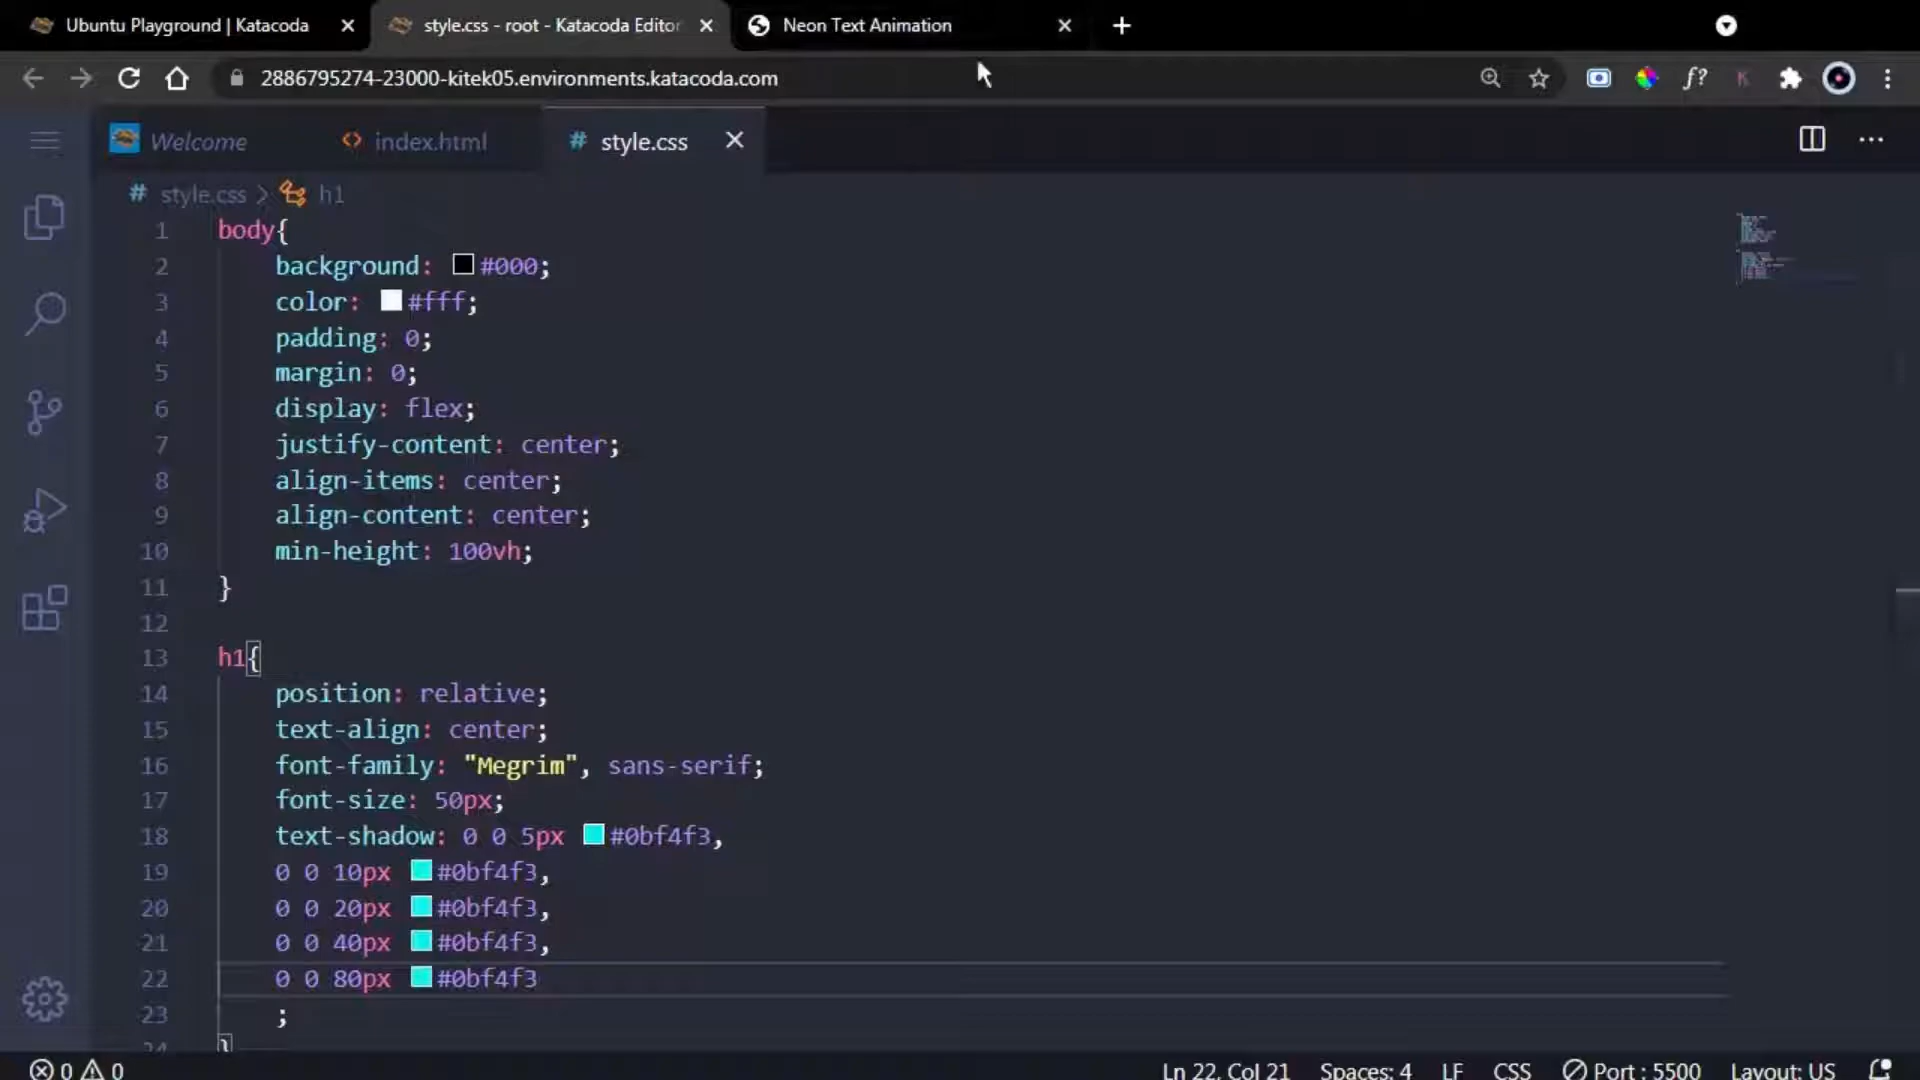 Ubuntu Playground | Katacoda
style.css - root - Katacoda Editor
Neon Text Animation
2886795274-23000-kitek05.environments.katacoda.com
f?
K
Welcome
<> index.html
# style.css
# style.css > h1
1 body{
2 background: #000;
3 color: #fff;
4 padding: 0;
5 margin: 0;
6 display: flex;
7 justify-content: center;
8 align-items: center;
9 align-content: center;
10 min-height: 100vh;
11 }
12
13 h1{
14 position: relative;
15 text-align: center;
16 font-family: "Megrim", sans-serif;
17 font-size: 50px;
18 text-shadow: 0 0 5px #0bf4f3,
19 0 0 10px #0bf4f3,
20 0 0 20px #0bf4f3,
21 0 0 40px #0bf4f3,
22 0 0 80px #0bf4f3
23 ;
24 }
0 0
Ln 22, Col 21 Spaces: 4 LF CSS Port : 5500 Layout: US